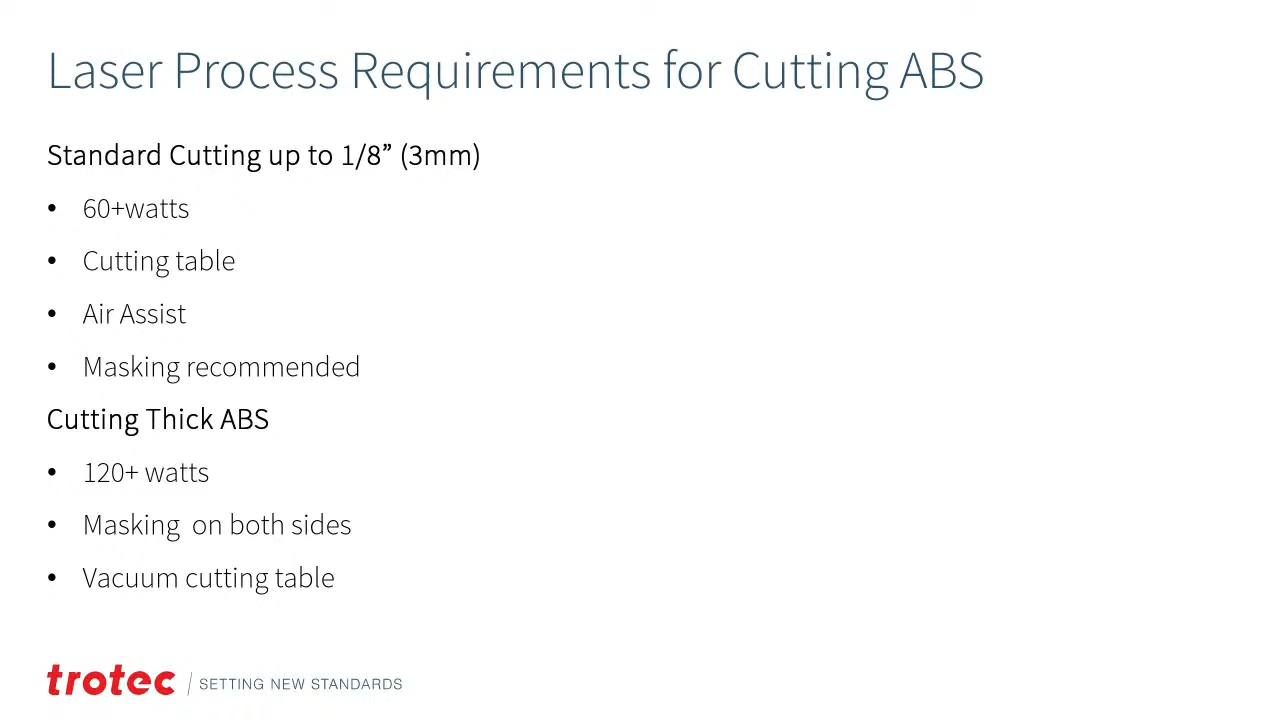 Laser Process Requirements for Cutting ABS
Standard Cutting up to 1/8” (3mm)
• 60+watts
• Cutting table
• Air Assist
• Masking recommended
Cutting Thick ABS
• 120+ watts
• Masking  on both sides
• Vacuum cutting table
trotec / SETTING NEW STANDARDS